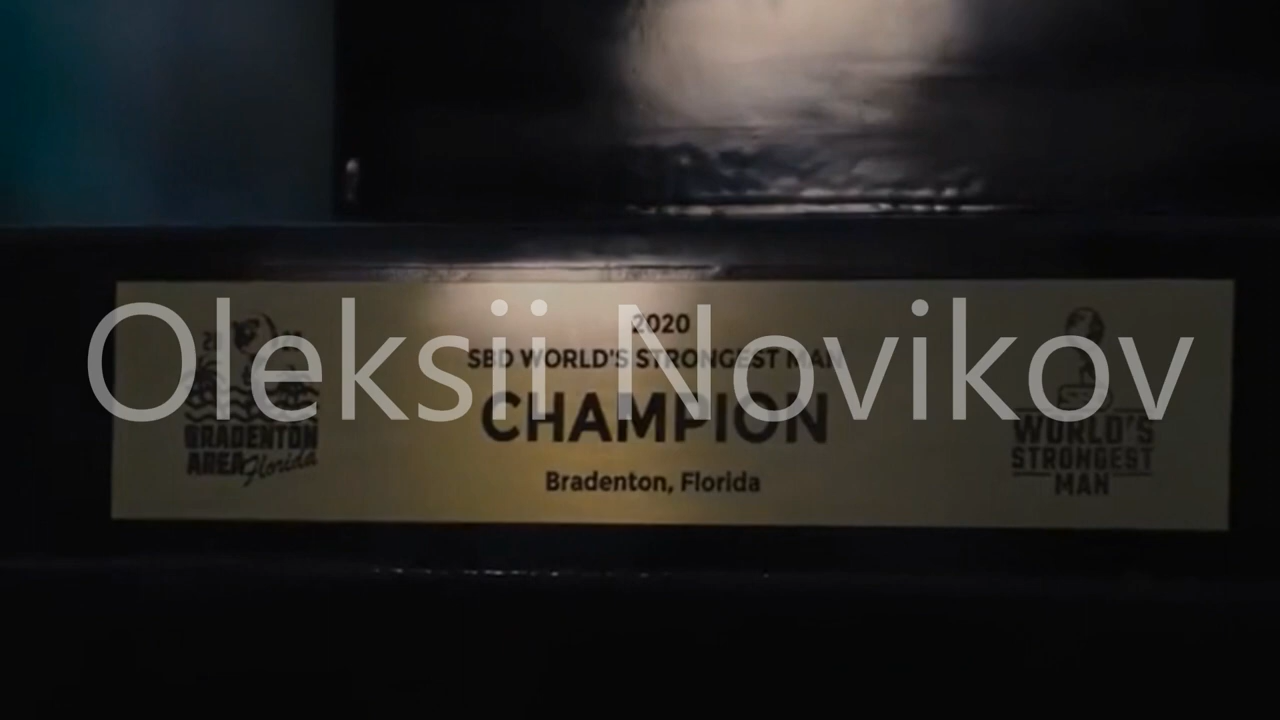 Oleksii Novikov
2020
SBD WORLD'S STRONGEST MAN
CHAMPION
Bradenton, Florida
BRADENTON
AREA Florida
WORLD'S
STRONGEST
MAN